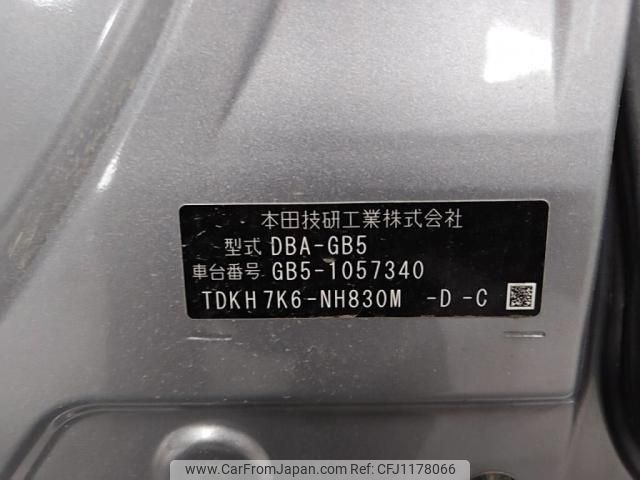 本田技研工業株式会社
型式 DBA-GB5
車台番号 GB5-1057340
TDKH7K6-NH830M -D -C
www.CarFromJapan.com - CFJ1178066